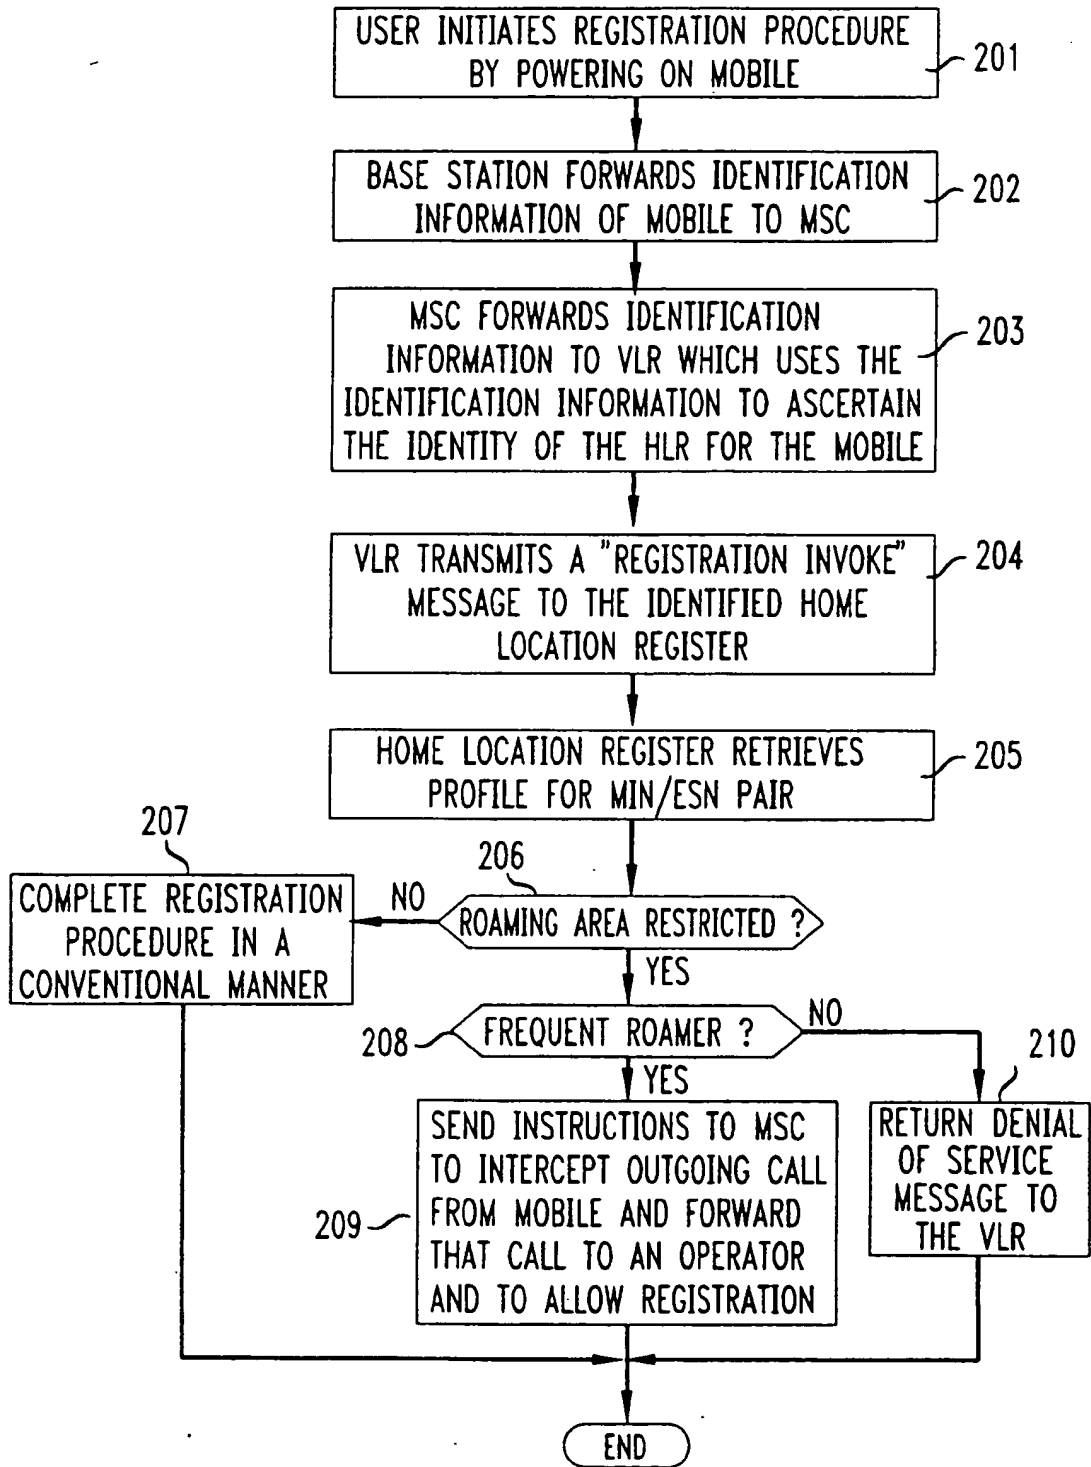 USER INITIATES REGISTRATION PROCEDURE
BY POWERING ON MOBILE
201
BASE STATION FORWARDS IDENTIFICATION
INFORMATION OF MOBILE TO MSC
202
MSC FORWARDS IDENTIFICATION
INFORMATION TO VLR WHICH USES THE
IDENTIFICATION INFORMATION TO ASCERTAIN
THE IDENTITY OF THE HLR FOR THE MOBILE
203
VLR TRANSMITS A "REGISTRATION INVOKE"
MESSAGE TO THE IDENTIFIED HOME
LOCATION REGISTER
204
HOME LOCATION REGISTER RETRIEVES
PROFILE FOR MIN/ESN PAIR
205
206
ROAMING AREA RESTRICTED ?
NO
207
COMPLETE REGISTRATION
PROCEDURE IN A
CONVENTIONAL MANNER
YES
208
FREQUENT ROAMER ?
NO
YES
209
SEND INSTRUCTIONS TO MSC
TO INTERCEPT OUTGOING CALL
FROM MOBILE AND FORWARD
THAT CALL TO AN OPERATOR
AND TO ALLOW REGISTRATION
210
RETURN DENIAL
OF SERVICE
MESSAGE TO
THE VLR
END